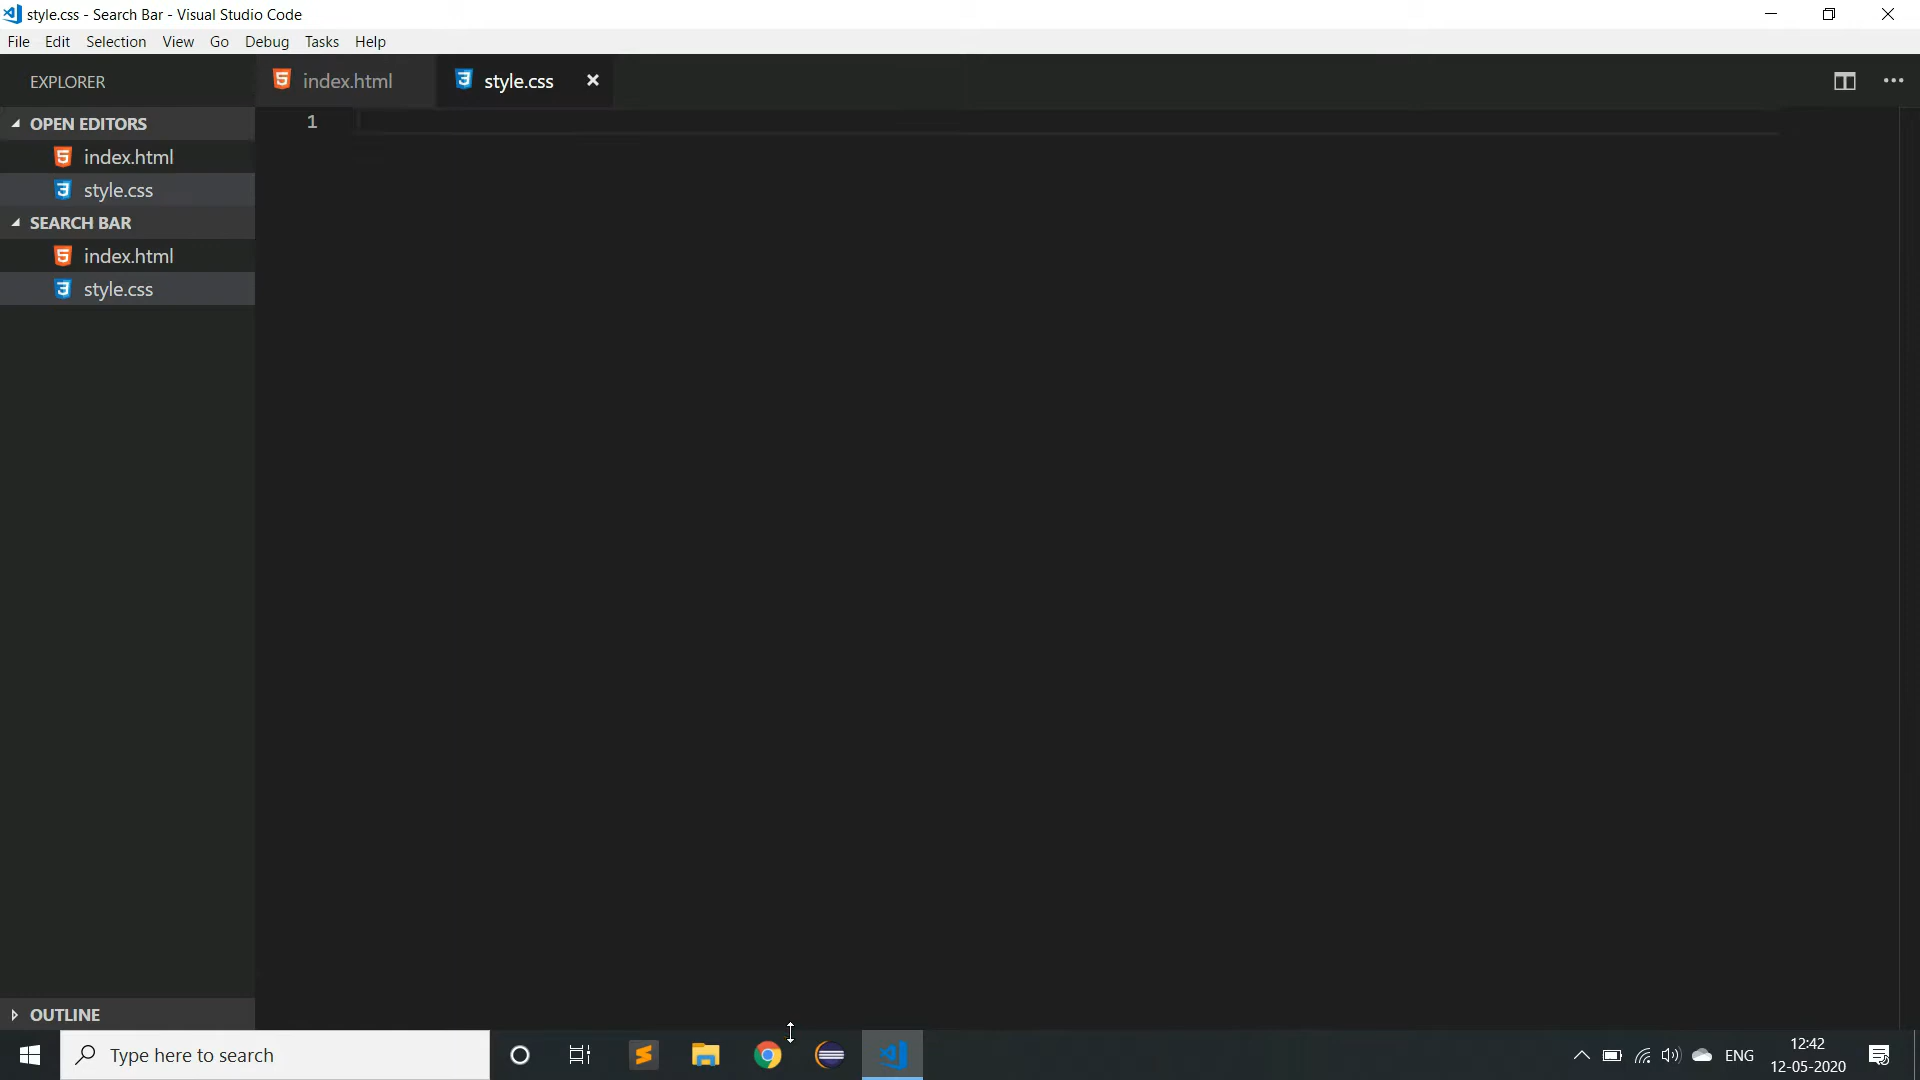 style.css - Search Bar - Visual Studio Code
File Edit Selection View Go Debug Tasks Help
EXPLORER
index.html
style.css
OPEN EDITORS
1
index.html
style.css
SEARCH BAR
index.html
style.css
OUTLINE
Type here to search
ENG
12:42
12-05-2020